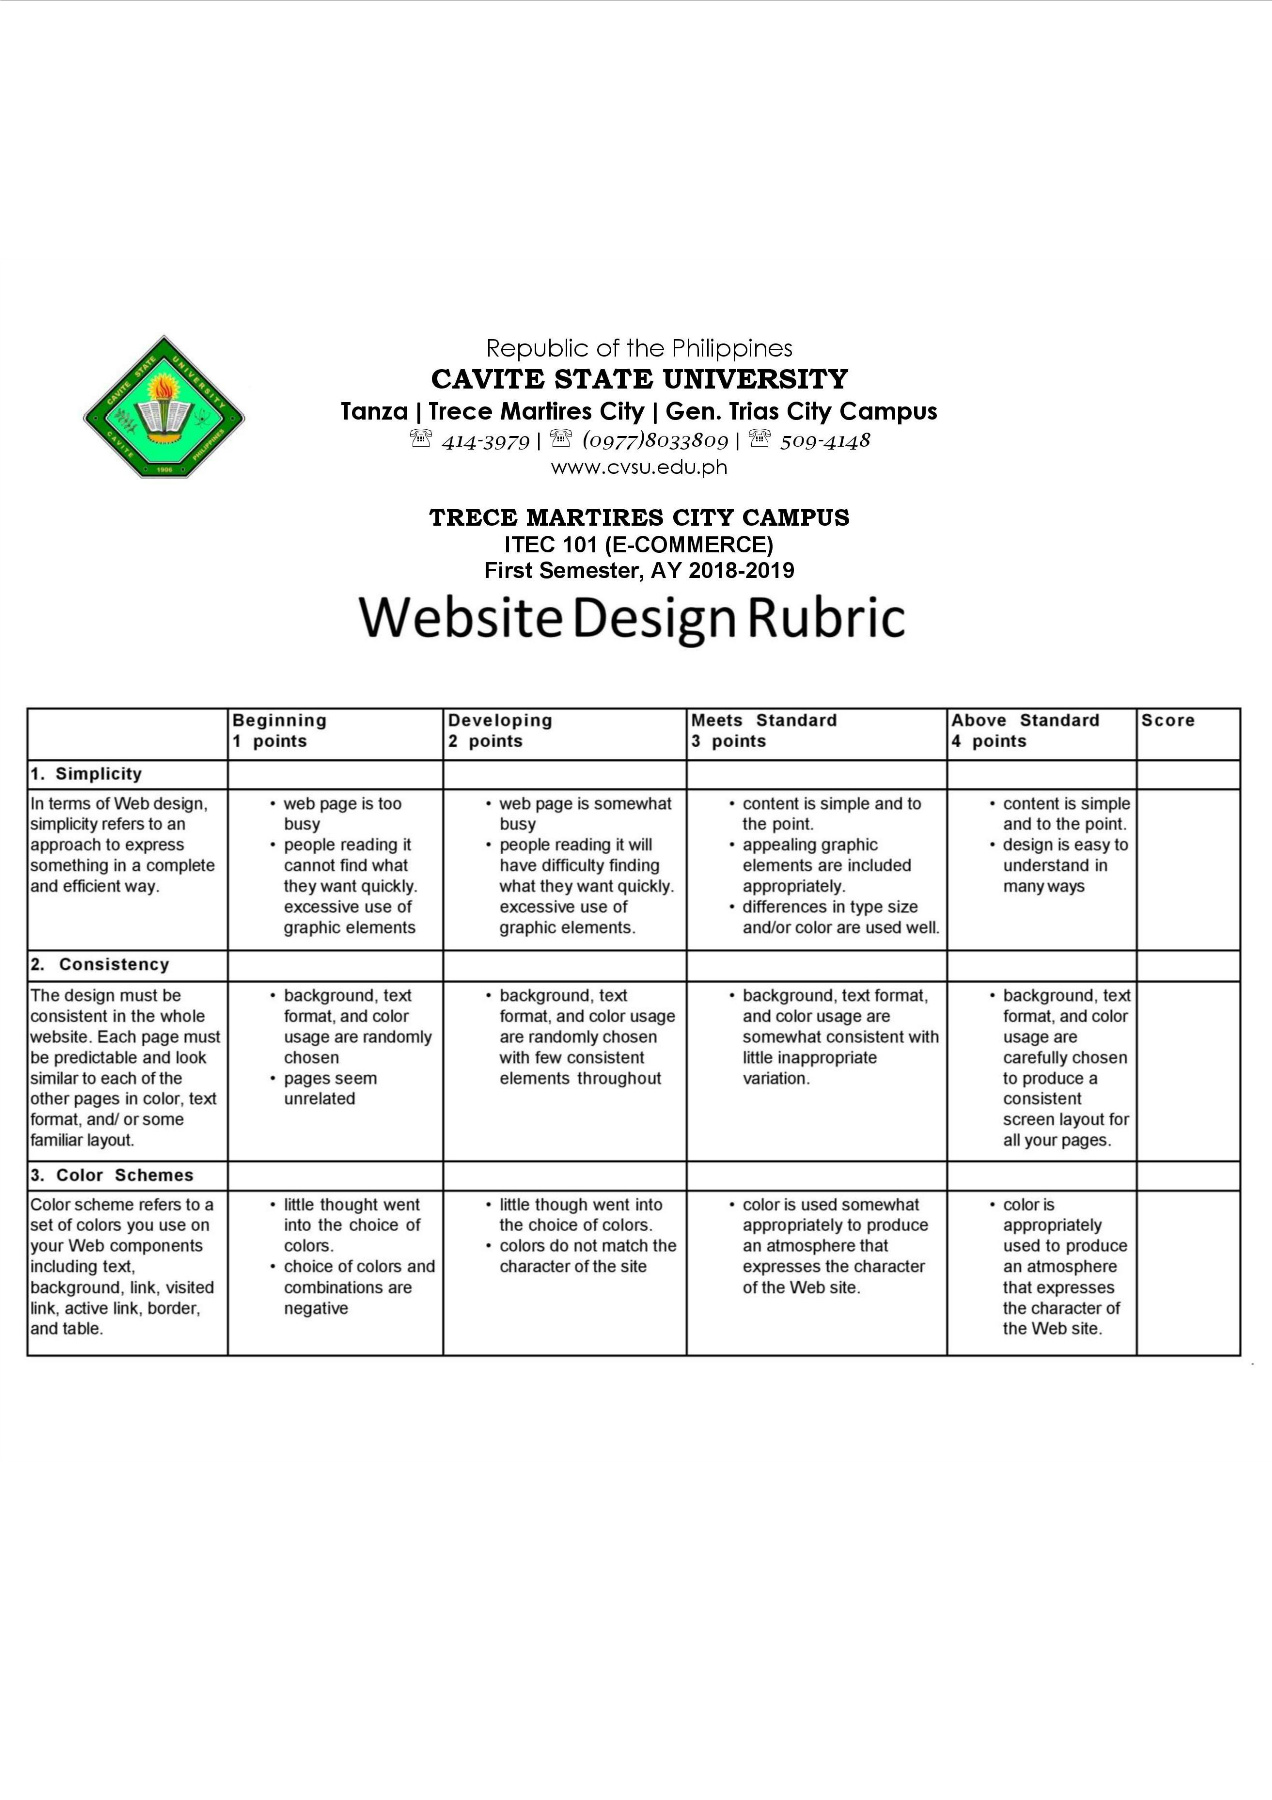 CAVITE STATE UNIVERSITY
CAVITE PHILIPPINES
1906
Republic of the Philippines
CAVITE STATE UNIVERSITY
Tanza | Trece Martires City | Gen. Trias City Campus
☏ 414-3979 | ☏ (0977)8033809 | ☏ 509-4148
www.cvsu.edu.ph
TRECE MARTIRES CITY CAMPUS
ITEC 101 (E-COMMERCE)
First Semester, AY 2018-2019
Website Design Rubric
Beginning
1 points
Developing
2 points
Meets Standard
3 points
Above Standard
4 points
Score
1. Simplicity
In terms of Web design,
simplicity refers to an
approach to express
something in a complete
and efficient way.
• web page is too
busy
• people reading it
cannot find what
they want quickly.
excessive use of
graphic elements
• web page is somewhat
busy
• people reading it will
have difficulty finding
what they want quickly.
excessive use of
graphic elements.
• content is simple and to
the point.
• appealing graphic
elements are included
appropriately.
• differences in type size
and/or color are used well.
• content is simple
and to the point.
• design is easy to
understand in
many ways
2. Consistency
The design must be
consistent in the whole
website. Each page must
be predictable and look
similar to each of the
other pages in color, text
format, and/ or some
familiar layout.
• background, text
format, and color
usage are randomly
chosen
• pages seem
unrelated
• background, text
format, and color usage
are randomly chosen
with few consistent
elements throughout
• background, text format,
and color usage are
somewhat consistent with
little inappropriate
variation.
• background, text
format, and color
usage are
carefully chosen
to produce a
consistent
screen layout for
all your pages.
3. Color Schemes
Color scheme refers to a
set of colors you use on
your Web components
including text,
background, link, visited
link, active link, border,
and table.
• little thought went
into the choice of
colors.
• choice of colors and
combinations are
negative
• little though went into
the choice of colors.
• colors do not match the
character of the site
• color is used somewhat
appropriately to produce
an atmosphere that
expresses the character
of the Web site.
• color is
appropriately
used to produce
an atmosphere
that expresses
the character of
the Web site.